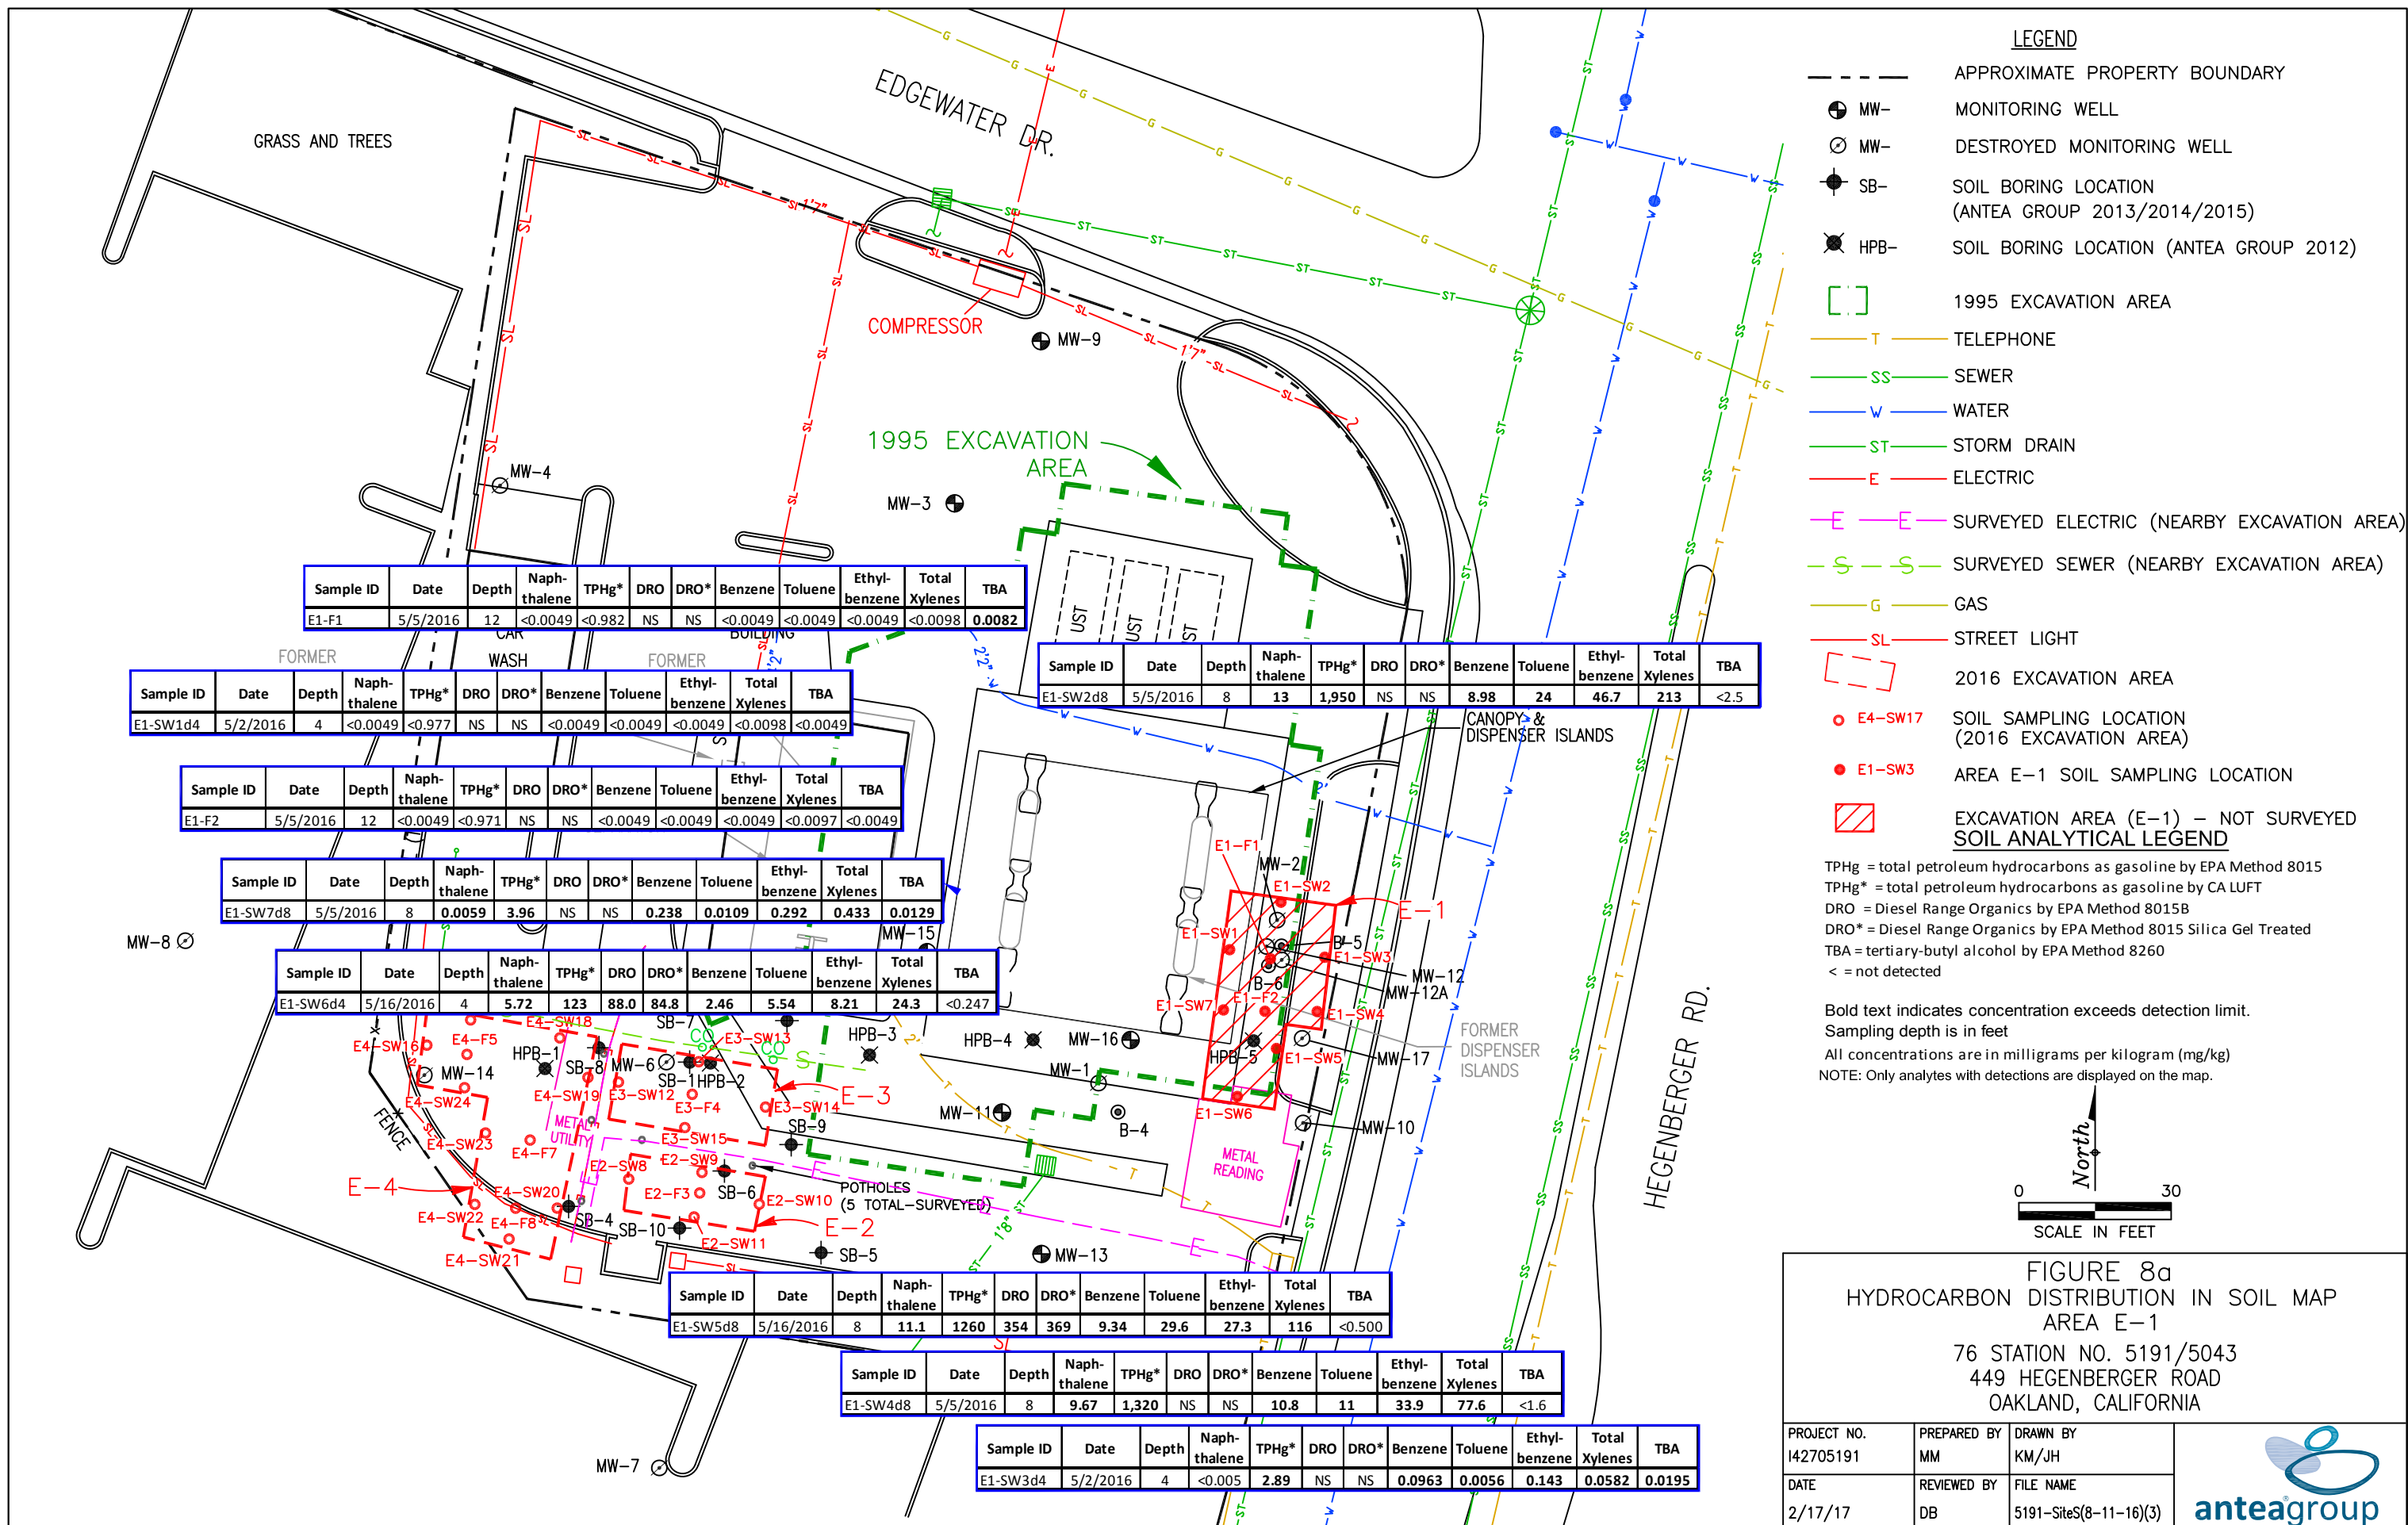 EDGEWATER DR.
GRASS AND TREES
COMPRESSOR
1'7"
1'7"
MW-9
MW-4
MW-3
1995 EXCAVATION
AREA
UST
UST
Sample ID Date Depth Naph-thalene TPHg* DRO DRO* Benzene Toluene Ethyl-benzene Total Xylenes TBA
E1-F1 5/5/2016 12 <0.0049 <0.982 NS NS <0.0049 <0.0049 <0.0049 <0.0098 0.0082
CAR
WASH
BUILDING
FORMER
FORMER
2'2"
Sample ID Date Depth Naph-thalene TPHg* DRO DRO* Benzene Toluene Ethyl-benzene Total Xylenes TBA
E1-SW2d8 5/5/2016 8 13 1,950 NS NS 8.98 24 46.7 213 <2.5
Sample ID Date Depth Naph-thalene TPHg* DRO DRO* Benzene Toluene Ethyl-benzene Total Xylenes TBA
E1-SW1d4 5/2/2016 4 <0.0049 <0.977 NS NS <0.0049 <0.0049 <0.0049 <0.0098 <0.0049
CANOPY &
DISPENSER ISLANDS
Sample ID Date Depth Naph-thalene TPHg* DRO DRO* Benzene Toluene Ethyl-benzene Total Xylenes TBA
E1-F2 5/5/2016 12 <0.0049 <0.971 NS NS <0.0049 <0.0049 <0.0049 <0.0097 <0.0049
Sample ID Date Depth Naph-thalene TPHg* DRO DRO* Benzene Toluene Ethyl-benzene Total Xylenes TBA
E1-SW7d8 5/5/2016 8 0.0059 3.96 NS NS 0.238 0.0109 0.292 0.433 0.0129
Sample ID Date Depth Naph-thalene TPHg* DRO DRO* Benzene Toluene Ethyl-benzene Total Xylenes TBA
E1-SW6d4 5/16/2016 4 5.72 123 88.0 84.8 2.46 5.54 8.21 24.3 <0.247
MW-8
MW-15
E1-F1
MW-2
E1-SW2
E-1
E1-SW1
B-5
E1-SW3
MW-12
B-6
MW-12A
E1-SW7
E1-F2
E1-SW4
FORMER
DISPENSER
ISLANDS
HPB-5
E1-SW5
MW-17
E1-SW6
MW-10
METAL
READING
HPB-3
HPB-4
MW-16
MW-1
MW-11
B-4
MW-13
E4-SW16
E4-F5
E4-SW18
SB-7
CO
E3-SW13
CO
HPB-1
SB-8
MW-6
SB-1
HPB-2
MW-14
E4-SW24
E4-SW19
E3-SW12
E3-F4
E-3
E3-SW14
FENCE
METAL
UTILITY
E4-SW23
E4-F7
E3-SW15
SB-9
E2-SW8
E2-SW9
SB-6
E2-F3
E2-SW10
E-4
E4-SW20
E4-SW22
E4-F8
SB-4
SB-10
E2-SW11
E-2
SB-5
E4-SW21
POTHOLES
(5 TOTAL-SURVEYED)
1'8"
MW-7
HEGENBERGER RD.
Sample ID Date Depth Naph-thalene TPHg* DRO DRO* Benzene Toluene Ethyl-benzene Total Xylenes TBA
E1-SW5d8 5/16/2016 8 11.1 1260 354 369 9.34 29.6 27.3 116 <0.500
Sample ID Date Depth Naph-thalene TPHg* DRO DRO* Benzene Toluene Ethyl-benzene Total Xylenes TBA
E1-SW4d8 5/5/2016 8 9.67 1,320 NS NS 10.8 11 33.9 77.6 <1.6
Sample ID Date Depth Naph-thalene TPHg* DRO DRO* Benzene Toluene Ethyl-benzene Total Xylenes TBA
E1-SW3d4 5/2/2016 4 <0.005 2.89 NS NS 0.0963 0.0056 0.143 0.0582 0.0195
LEGEND
APPROXIMATE PROPERTY BOUNDARY
MW- MONITORING WELL
MW- DESTROYED MONITORING WELL
SB- SOIL BORING LOCATION
(ANTEA GROUP 2013/2014/2015)
HPB- SOIL BORING LOCATION (ANTEA GROUP 2012)
1995 EXCAVATION AREA
T TELEPHONE
SS SEWER
W WATER
ST STORM DRAIN
E ELECTRIC
E E SURVEYED ELECTRIC (NEARBY EXCAVATION AREA)
S S SURVEYED SEWER (NEARBY EXCAVATION AREA)
G GAS
SL STREET LIGHT
2016 EXCAVATION AREA
E4-SW17 SOIL SAMPLING LOCATION
(2016 EXCAVATION AREA)
E1-SW3 AREA E-1 SOIL SAMPLING LOCATION
EXCAVATION AREA (E-1) - NOT SURVEYED
SOIL ANALYTICAL LEGEND
TPHg = total petroleum hydrocarbons as gasoline by EPA Method 8015
TPHg* = total petroleum hydrocarbons as gasoline by CA LUFT
DRO = Diesel Range Organics by EPA Method 8015B
DRO* = Diesel Range Organics by EPA Method 8015 Silica Gel Treated
TBA = tertiary-butyl alcohol by EPA Method 8260
< = not detected
Bold text indicates concentration exceeds detection limit.
Sampling depth is in feet
All concentrations are in milligrams per kilogram (mg/kg)
NOTE: Only analytes with detections are displayed on the map.
North
0 30
SCALE IN FEET
FIGURE 8a
HYDROCARBON DISTRIBUTION IN SOIL MAP
AREA E-1
76 STATION NO. 5191/5043
449 HEGENBERGER ROAD
OAKLAND, CALIFORNIA
PROJECT NO. PREPARED BY DRAWN BY
I42705191 MM KM/JH
DATE REVIEWED BY FILE NAME
2/17/17 DB 5191-SiteS(8-11-16)(3)
anteagroup